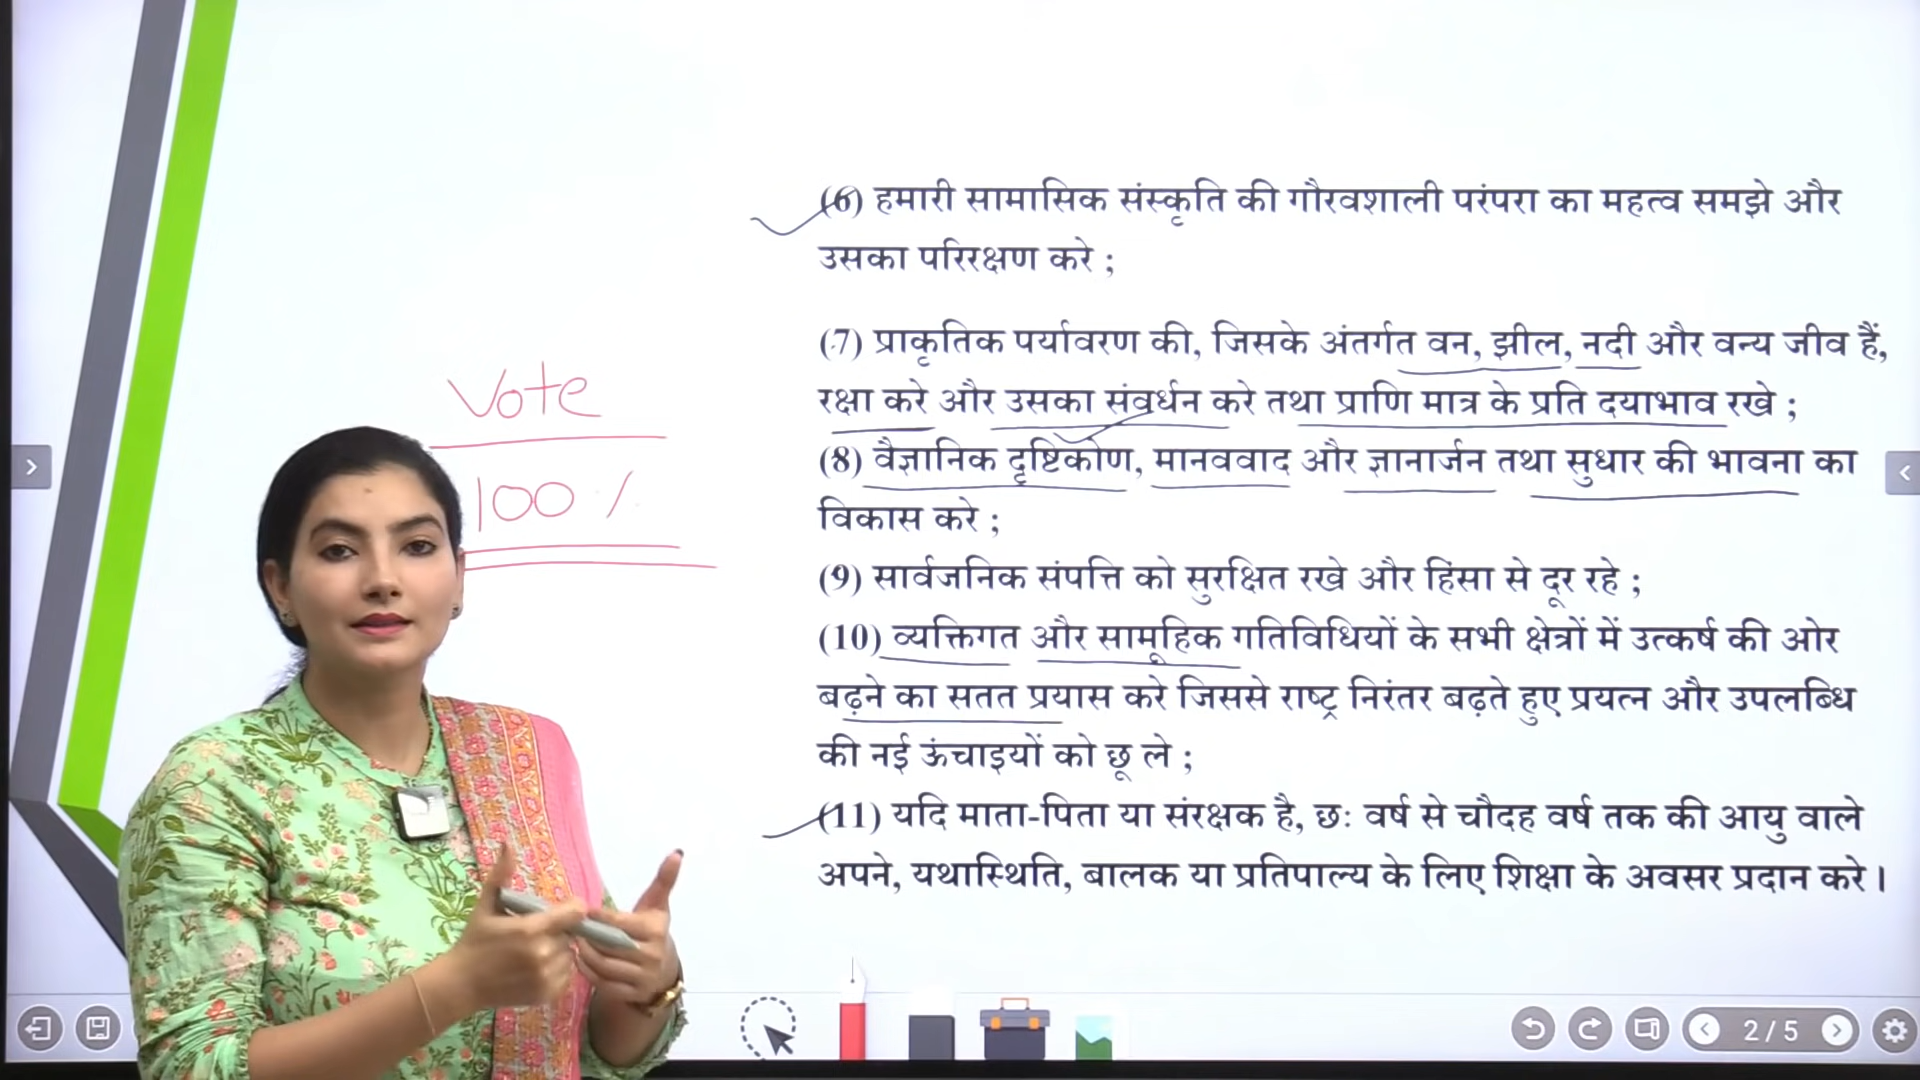 (6) हमारी सामासिक संस्कृति की गौरवशाली परंपरा का महत्व समझे और
उसका परिरक्षण करे ;
(7) प्राकृतिक पर्यावरण की, जिसके अंतर्गत वन, झील, नदी और वन्य जीव हैं,
रक्षा करे और उसका संवर्धन करे तथा प्राणि मात्र के प्रति दयाभाव रखे ;
(8) वैज्ञानिक दृष्टिकोण, मानववाद और ज्ञानार्जन तथा सुधार की भावना का
विकास करे ;
(9) सार्वजनिक संपत्ति को सुरक्षित रखे और हिंसा से दूर रहे ;
(10) व्यक्तिगत और सामूहिक गतिविधियों के सभी क्षेत्रों में उत्कर्ष की ओर
बढ़ने का सतत प्रयास करे जिससे राष्ट्र निरंतर बढ़ते हुए प्रयत्न और उपलब्धि
की नई ऊंचाइयों को छू ले ;
(11) यदि माता-पिता या संरक्षक है, छः वर्ष से चौदह वर्ष तक की आयु वाले
अपने, यथास्थिति, बालक या प्रतिपाल्य के लिए शिक्षा के अवसर प्रदान करे ।
Vote
100 %
2 / 5